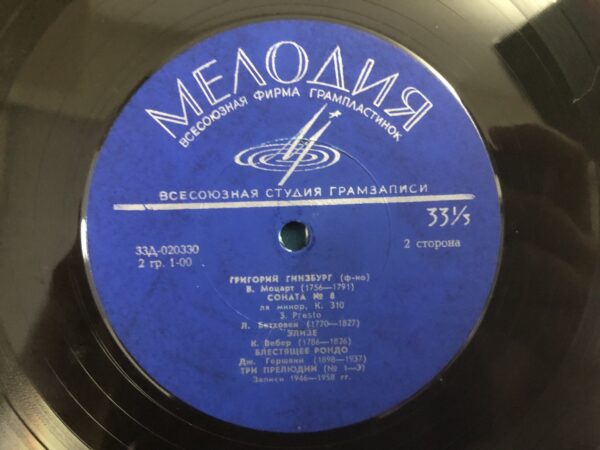 МЕЛОДИЯ
ВСЕСОЮЗНАЯ ФИРМА ГРАМПЛАСТИНОК
ВСЕСОЮЗНАЯ СТУДИЯ ГРАМЗАПИСИ
33⅓
33Д-020330
2 сторона
2 гр. 1-00
ГРИГОРИЙ ГИНЗБУРГ (ф-но)
В. Моцарт (1756—1791)
СОНАТА № 8
ля минор, К. 310
3. Presto
Л. Бетховен (1770—1827)
ЭЛИЗЕ
К. Вебер (1786—1826)
БЛЕСТЯЩЕЕ РОНДО
Дж. Гершвин (1898—1937)
ТРИ ПРЕЛЮДИИ (№ 1—3)
Записи 1946—1958 гг.